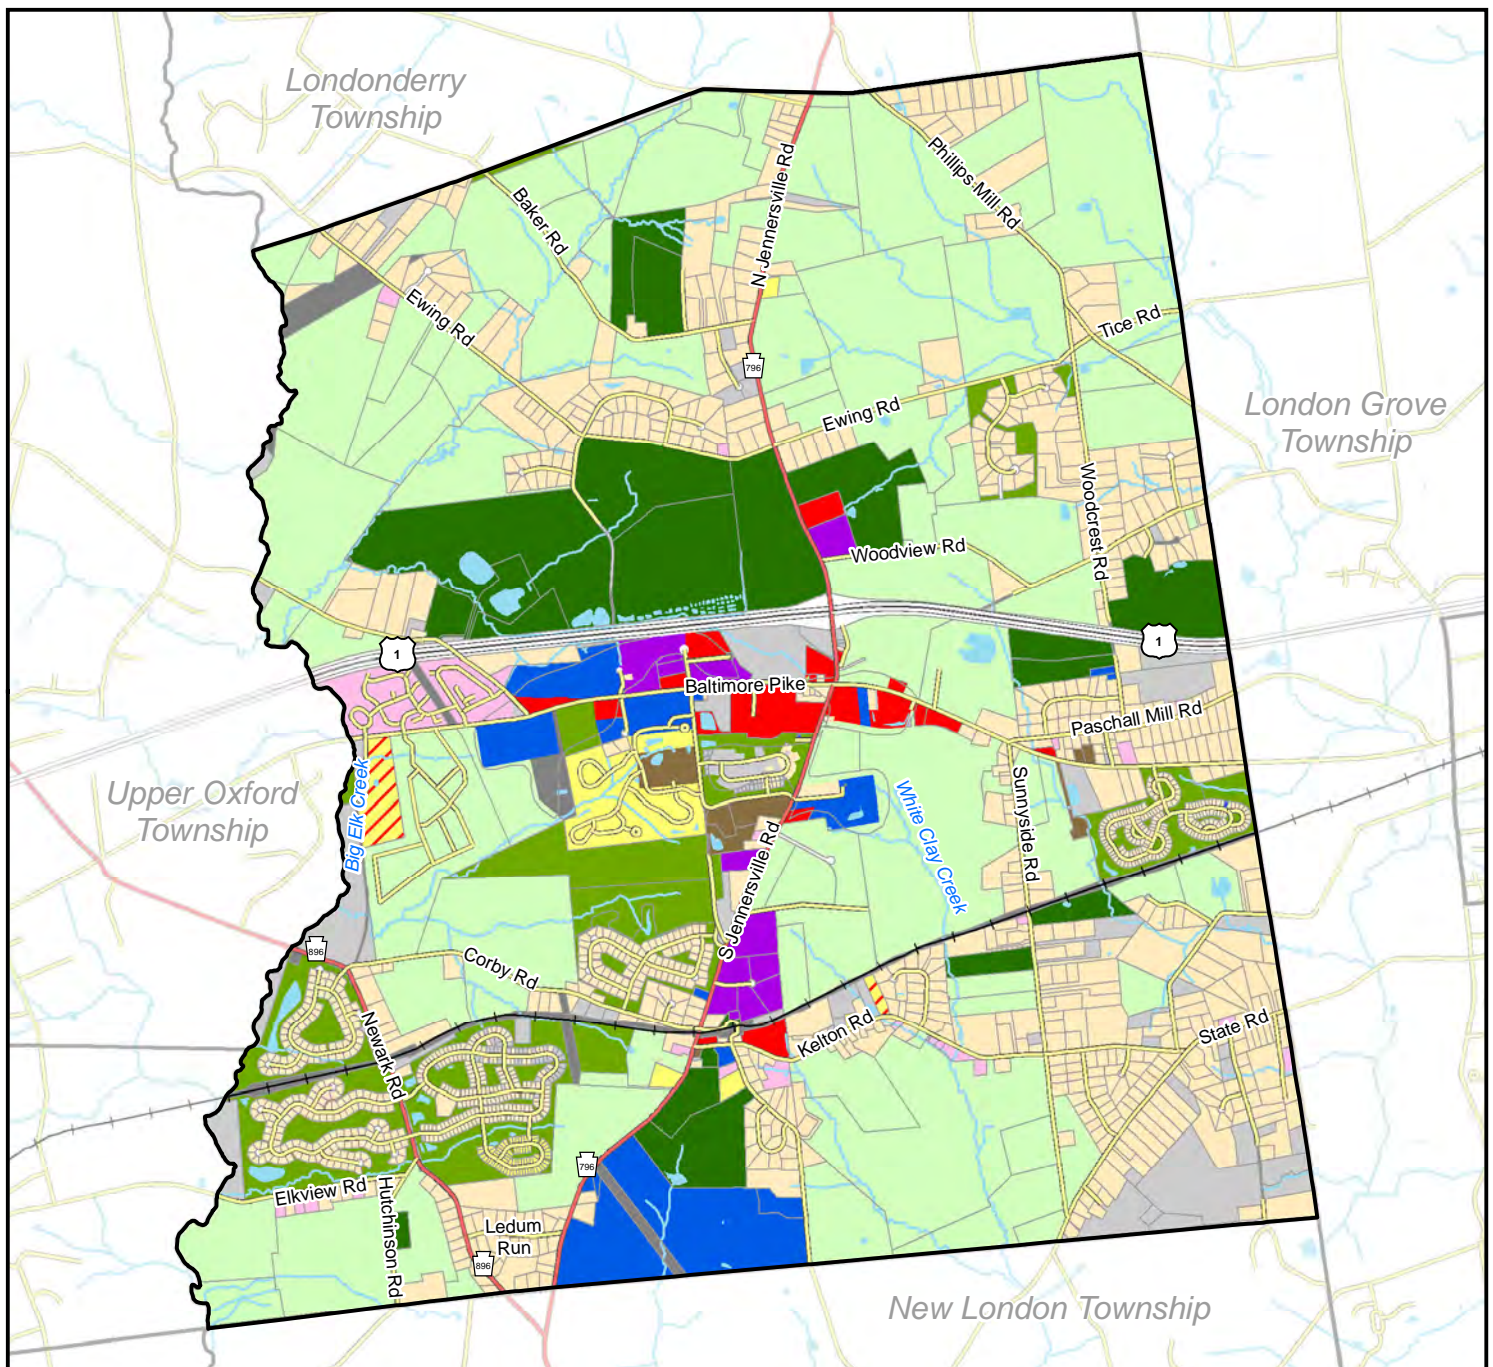 Londonderry
Township
Phillips Mill Rd
N Jennersville Rd
Baker Rd
Ewing Rd
Tice Rd
796
London Grove
Township
Ewing Rd
Woodcrest Rd
Woodview Rd
1
1
Baltimore Pike
Paschall Mill Rd
Upper Oxford
Township
Big Elk Creek
Sunnyside Rd
White Clay Creek
S Jennersville Rd
896
Corby Rd
Newark Rd
Kelton Rd
State Rd
796
Elkview Rd
Hutchinson Rd
Ledum
Run
896
New London Township